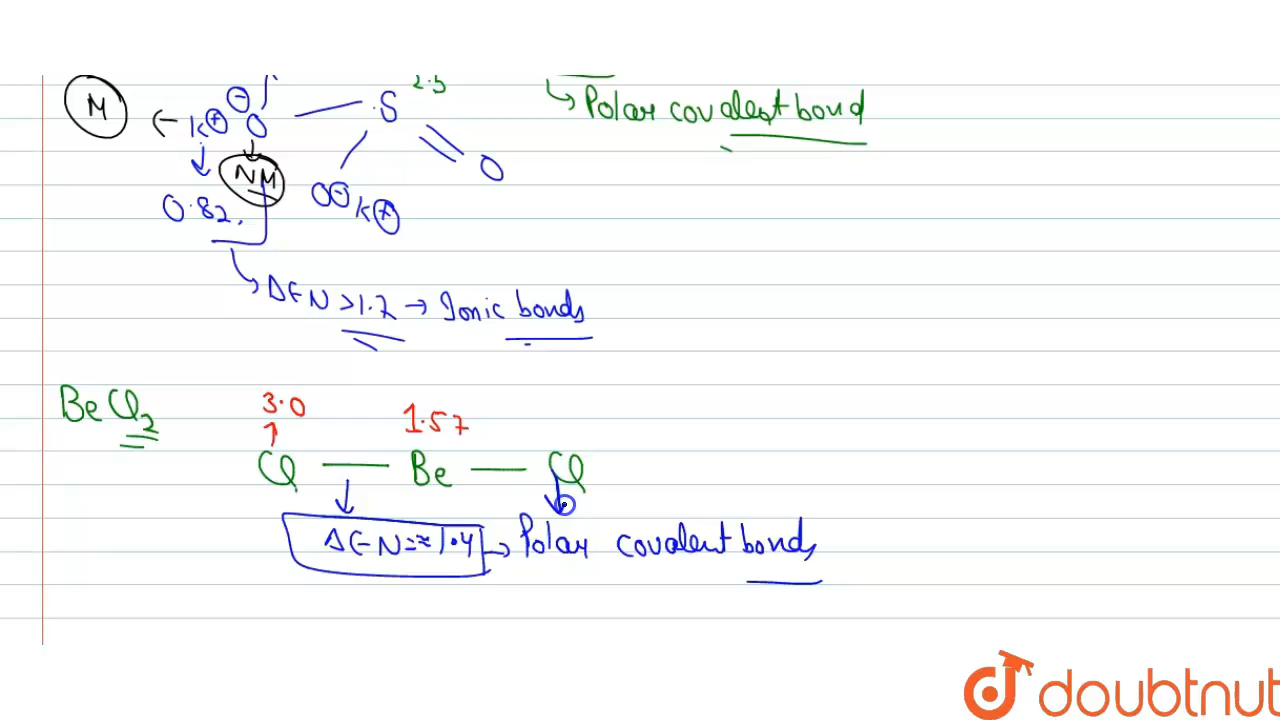 2.5
Polar covalent bond
M ← K⊕ ⊖O S
NM
O
0.82. O⊖ K⊕
ΔEN > 1.7 → Ionic bonds
BeCl2
3.0 1.57
Cl — Be — Cl
ΔEN = ≈ 1.4 → Polar covalent bonds
doubtnut